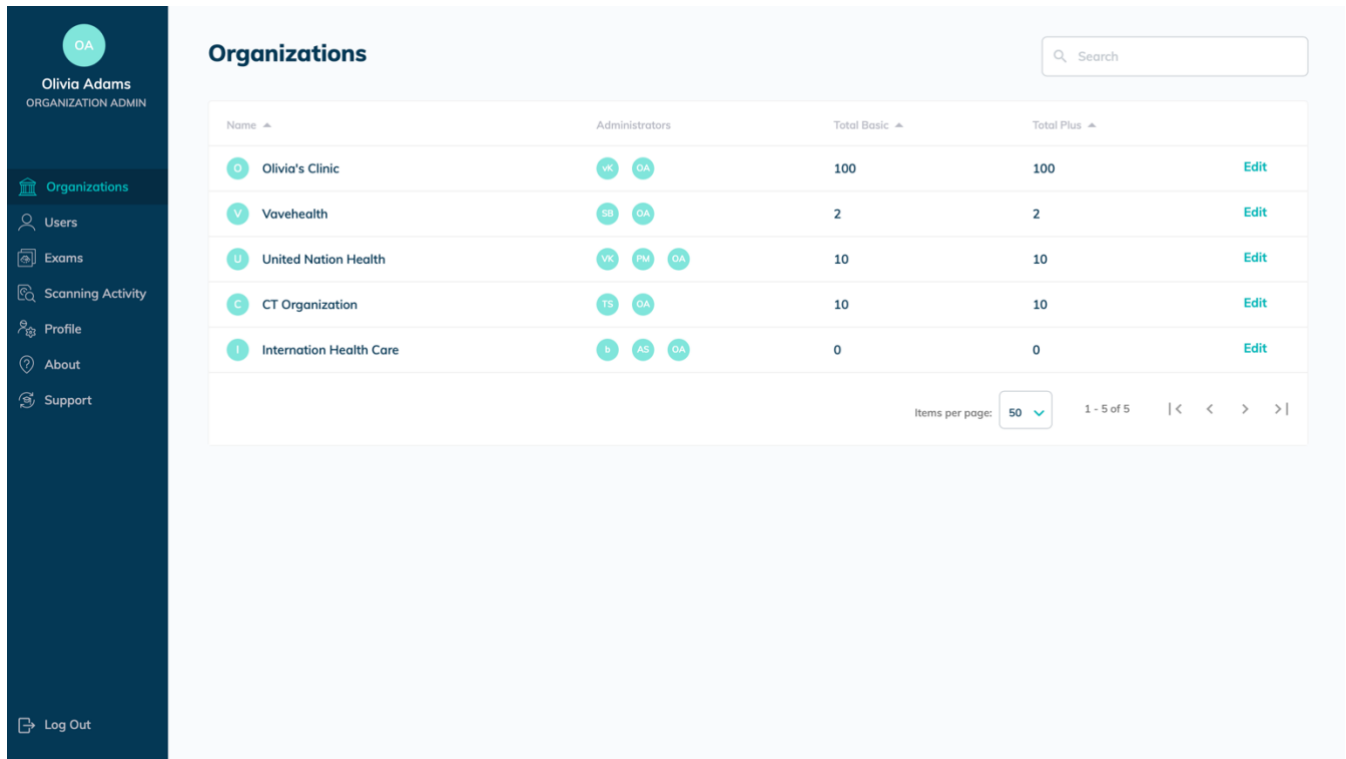 OA
Olivia Adams
ORGANIZATION ADMIN
Organizations
Users
Exams
Scanning Activity
Profile
About
Support
Log Out
Organizations
Search
Name Administrators Total Basic Total Plus
O Olivia's Clinic vK OA 100 100 Edit
V Vavehealth SB OA 2 2 Edit
U United Nation Health VK PM OA 10 10 Edit
C CT Organization TS OA 10 10 Edit
I Internation Health Care b AS OA 0 0 Edit
Items per page: 50 1 - 5 of 5